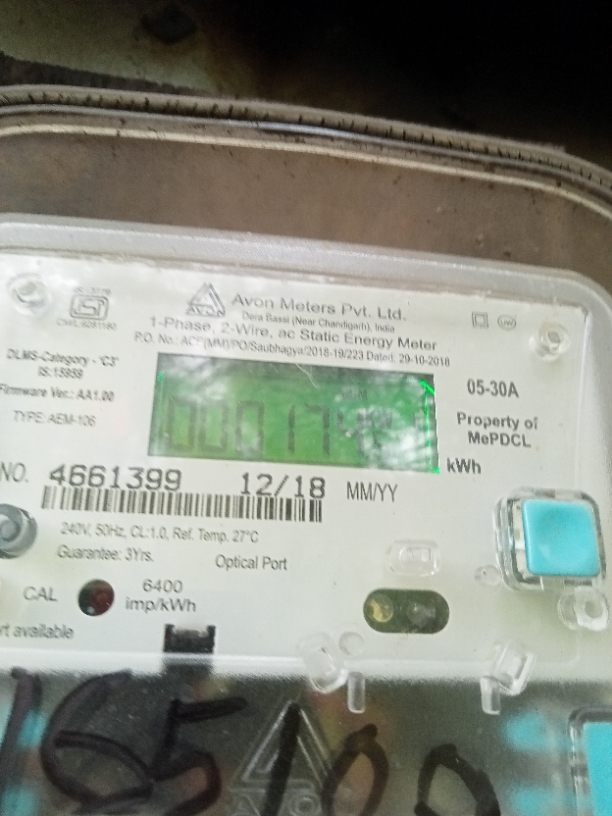 Avon Meters Pvt. Ltd.
Dera Bassi (Near Chandigarh), India
1-Phase, 2-Wire, ac Static Energy Meter
P.O. No.: (MM)/PO/Saubhagya/2018-19/223 Dated: 29-10-2018
DLMS-Category - 'C3'
IS:15959
Firmware Ver.: AA1.00
TYPE: AEM-106
05-30A
Property of
MePDCL
kWh
NO. 4661399 12/18 MM/YY
240V, 50Hz, CL:1.0, Ref. Temp. 27°C
Guarantee: 3Yrs.
Optical Port
CAL
6400
imp/kWh
available